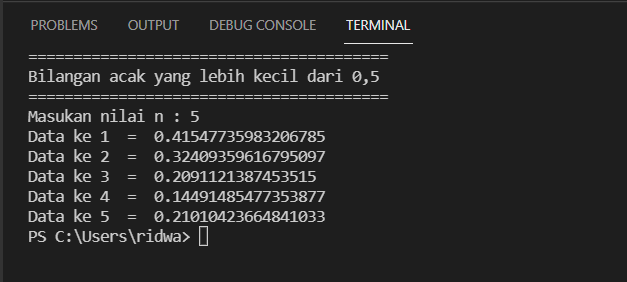 PROBLEMS OUTPUT DEBUG CONSOLE TERMINAL
========================================
Bilangan acak yang lebih kecil dari 0,5
========================================
Masukan nilai n : 5
Data ke 1  =  0.41547735983206785
Data ke 2  =  0.32409359616795097
Data ke 3  =  0.2091121387453515
Data ke 4  =  0.14491485477353877
Data ke 5  =  0.21010423664841033
PS C:\Users\ridwa>